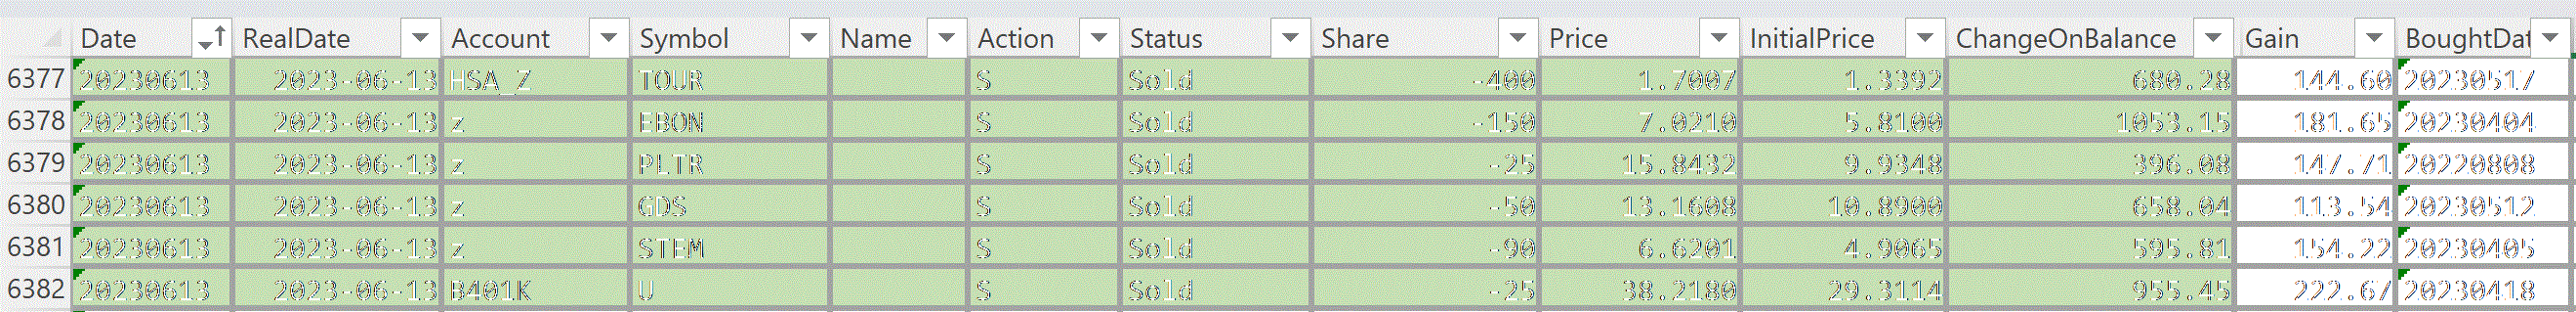 Date RealDate Account Symbol Name Action Status Share Price InitialPrice ChangeOnBalance Gain BoughtDat
6377 20230613 2023-06-13 HSA_Z TOUR S Sold -400 1.7007 1.3392 680.28 144.60 20230517
6378 20230613 2023-06-13 z EBON S Sold -150 7.0210 5.8100 1053.15 181.65 20230404
6379 20230613 2023-06-13 z PLTR S Sold -25 15.8432 9.9348 396.08 147.71 20220808
6380 20230613 2023-06-13 z GDS S Sold -50 13.1608 10.8900 658.04 113.54 20230512
6381 20230613 2023-06-13 z STEM S Sold -90 6.6201 4.9065 595.81 154.22 20230405
6382 20230613 2023-06-13 B401K U S Sold -25 38.2180 29.3114 955.45 222.67 20230418